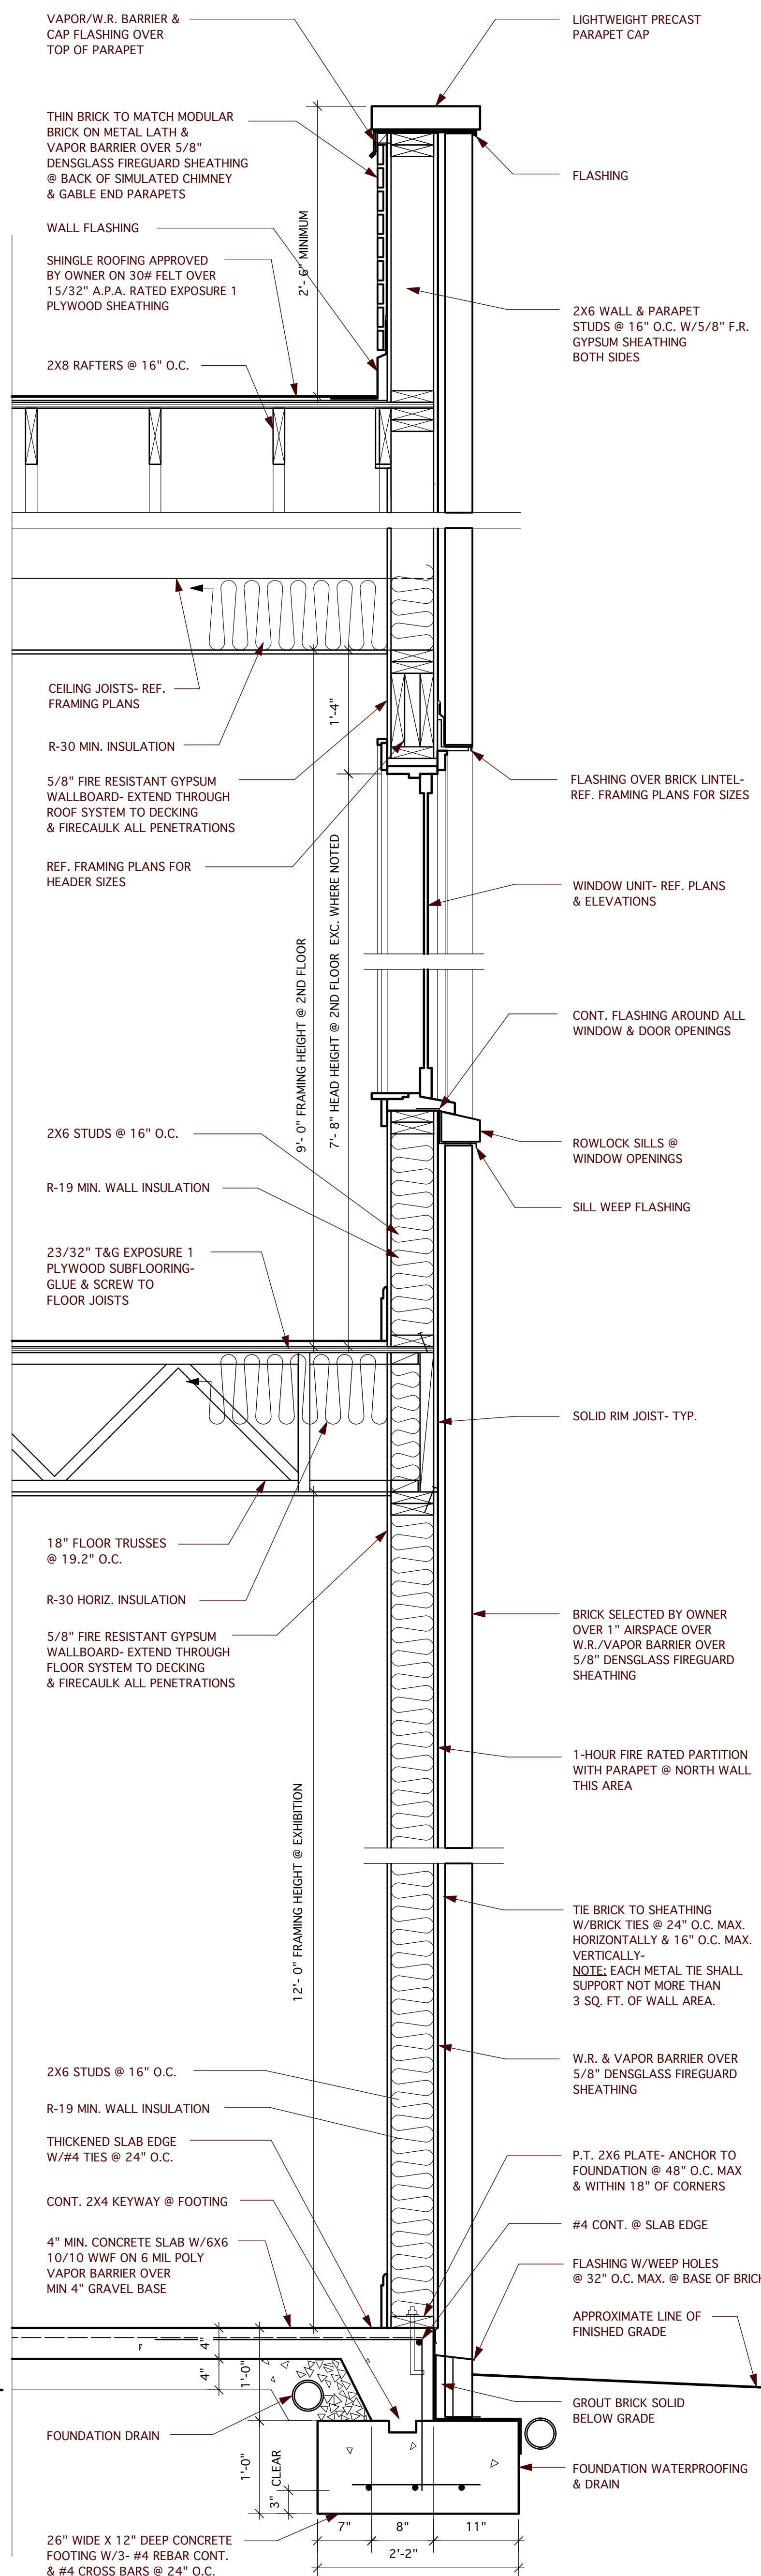 VAPOR/W.R. BARRIER &
CAP FLASHING OVER
TOP OF PARAPET
LIGHTWEIGHT PRECAST
PARAPET CAP
THIN BRICK TO MATCH MODULAR
BRICK ON METAL LATH &
VAPOR BARRIER OVER 5/8"
DENSGLASS FIREGUARD SHEATHING
@ BACK OF SIMULATED CHIMNEY
& GABLE END PARAPETS
FLASHING
WALL FLASHING
2'- 6" MINIMUM
SHINGLE ROOFING APPROVED
BY OWNER ON 30# FELT OVER
15/32" A.P.A. RATED EXPOSURE 1
PLYWOOD SHEATHING
2X6 WALL & PARAPET
STUDS @ 16" O.C. W/5/8" F.R.
GYPSUM SHEATHING
BOTH SIDES
2X8 RAFTERS @ 16" O.C.
CEILING JOISTS- REF.
FRAMING PLANS
1'-4"
R-30 MIN. INSULATION
5/8" FIRE RESISTANT GYPSUM
WALLBOARD- EXTEND THROUGH
ROOF SYSTEM TO DECKING
& FIRECAULK ALL PENETRATIONS
FLASHING OVER BRICK LINTEL-
REF. FRAMING PLANS FOR SIZES
REF. FRAMING PLANS FOR
HEADER SIZES
WINDOW UNIT- REF. PLANS
& ELEVATIONS
9'- 0" FRAMING HEIGHT @ 2ND FLOOR
7'- 8" HEAD HEIGHT @ 2ND FLOOR  EXC. WHERE NOTED
CONT. FLASHING AROUND ALL
WINDOW & DOOR OPENINGS
2X6 STUDS @ 16" O.C.
ROWLOCK SILLS @
WINDOW OPENINGS
R-19 MIN. WALL INSULATION
SILL WEEP FLASHING
23/32" T&G EXPOSURE 1
PLYWOOD SUBFLOORING-
GLUE & SCREW TO
FLOOR JOISTS
SOLID RIM JOIST- TYP.
18" FLOOR TRUSSES
@ 19.2" O.C.
R-30 HORIZ. INSULATION
5/8" FIRE RESISTANT GYPSUM
WALLBOARD- EXTEND THROUGH
FLOOR SYSTEM TO DECKING
& FIRECAULK ALL PENETRATIONS
BRICK SELECTED BY OWNER
OVER 1" AIRSPACE OVER
W.R./VAPOR BARRIER OVER
5/8" DENSGLASS FIREGUARD
SHEATHING
1-HOUR FIRE RATED PARTITION
WITH PARAPET @ NORTH WALL
THIS AREA
12'- 0" FRAMING HEIGHT @ EXHIBITION
TIE BRICK TO SHEATHING
W/BRICK TIES @ 24" O.C. MAX.
HORIZONTALLY & 16" O.C. MAX.
VERTICALLY-
NOTE: EACH METAL TIE SHALL
SUPPORT NOT MORE THAN
3 SQ. FT. OF WALL AREA.
2X6 STUDS @ 16" O.C.
W.R. & VAPOR BARRIER OVER
5/8" DENSGLASS FIREGUARD
SHEATHING
R-19 MIN. WALL INSULATION
THICKENED SLAB EDGE
W/#4 TIES @ 24" O.C.
P.T. 2X6 PLATE- ANCHOR TO
FOUNDATION @ 48" O.C. MAX
& WITHIN 18" OF CORNERS
CONT. 2X4 KEYWAY @ FOOTING
#4 CONT. @ SLAB EDGE
4" MIN. CONCRETE SLAB W/6X6
10/10 WWF ON 6 MIL POLY
VAPOR BARRIER OVER
MIN 4" GRAVEL BASE
FLASHING W/WEEP HOLES
@ 32" O.C. MAX. @ BASE OF BRICK
APPROXIMATE LINE OF
FINISHED GRADE
4"
4"
1'-0"
GROUT BRICK SOLID
BELOW GRADE
FOUNDATION DRAIN
1'-0"
3" CLEAR
FOUNDATION WATERPROOFING
& DRAIN
7"
8"
11"
2'-2"
26" WIDE X 12" DEEP CONCRETE
FOOTING W/3- #4 REBAR CONT.
& #4 CROSS BARS @ 24" O.C.